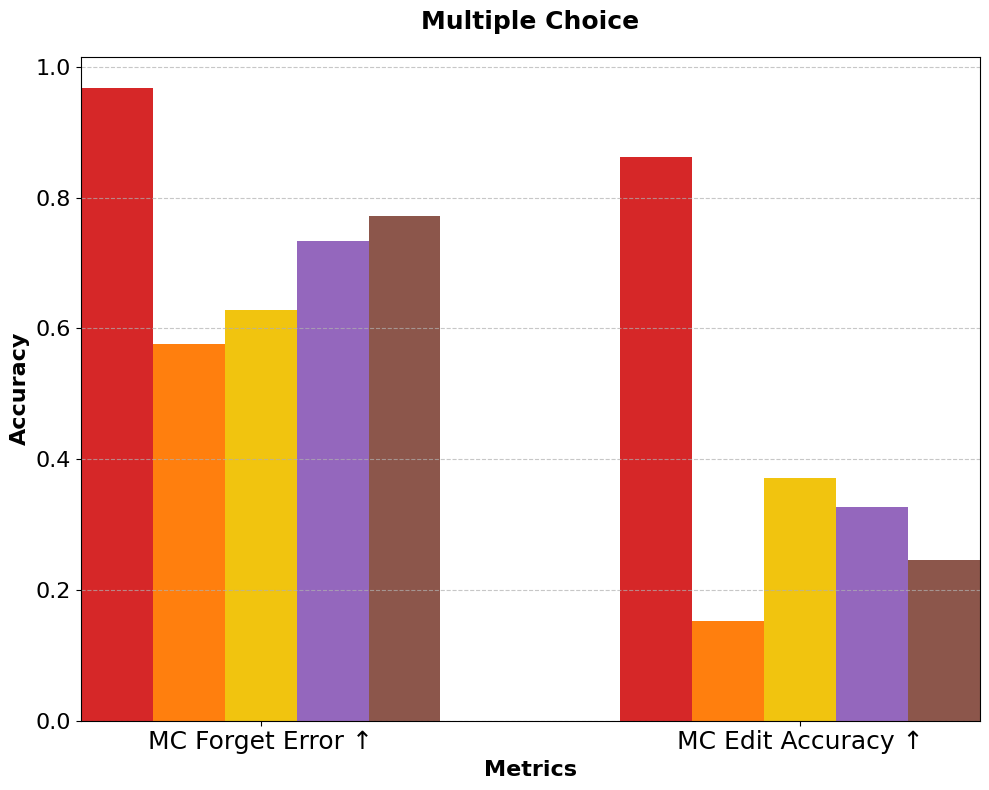 Multiple Choice
1.0
0.8
0.6
0.4
0.2
0.0
Accuracy
MC Forget Error ↑
MC Edit Accuracy ↑
Metrics